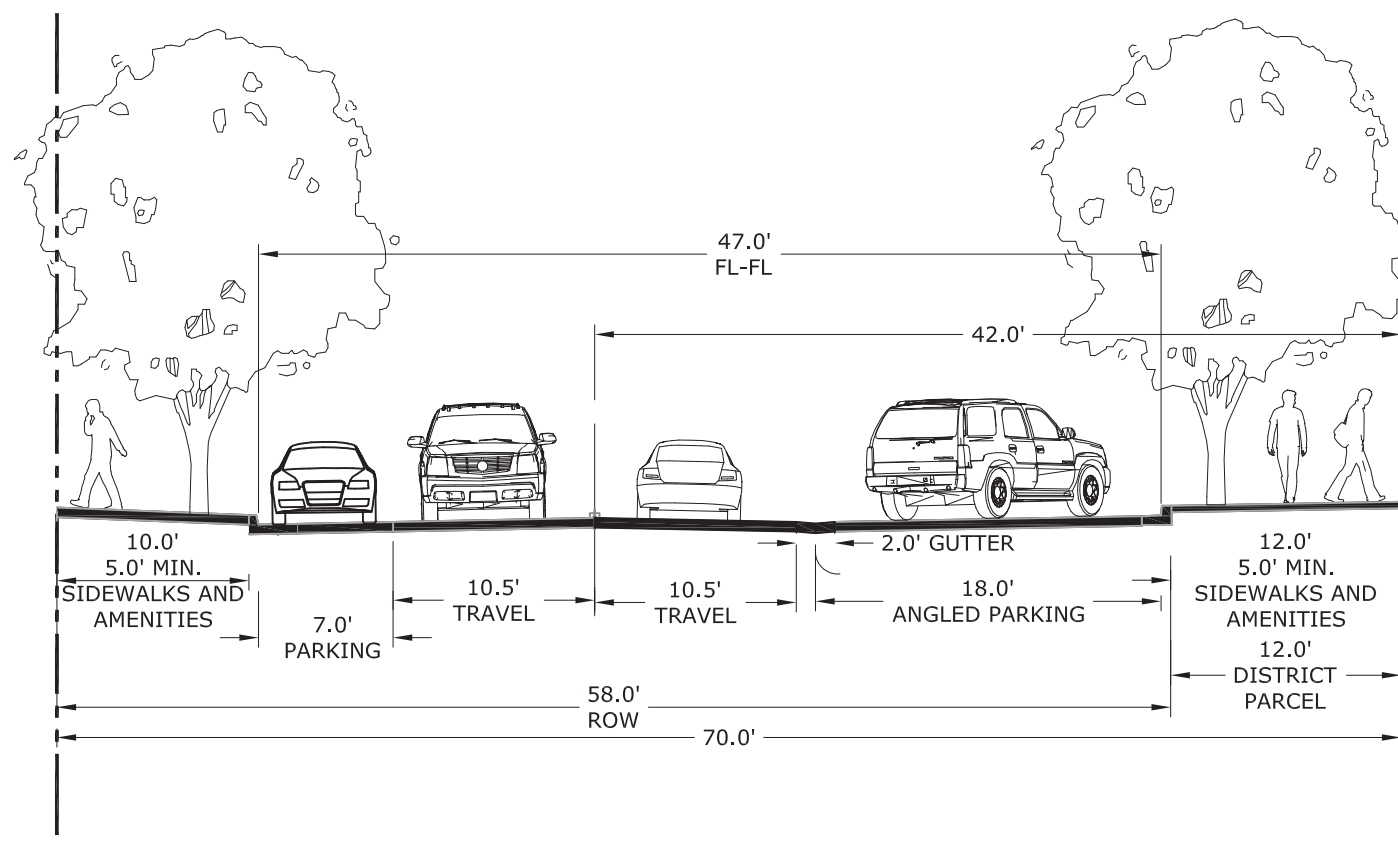 47.0'
FL-FL
42.0'
10.0'
5.0' MIN.
SIDEWALKS AND
AMENITIES
7.0'
PARKING
10.5'
TRAVEL
10.5'
TRAVEL
2.0' GUTTER
18.0'
ANGLED PARKING
12.0'
5.0' MIN.
SIDEWALKS AND
AMENITIES
12.0'
DISTRICT
PARCEL
58.0'
ROW
70.0'